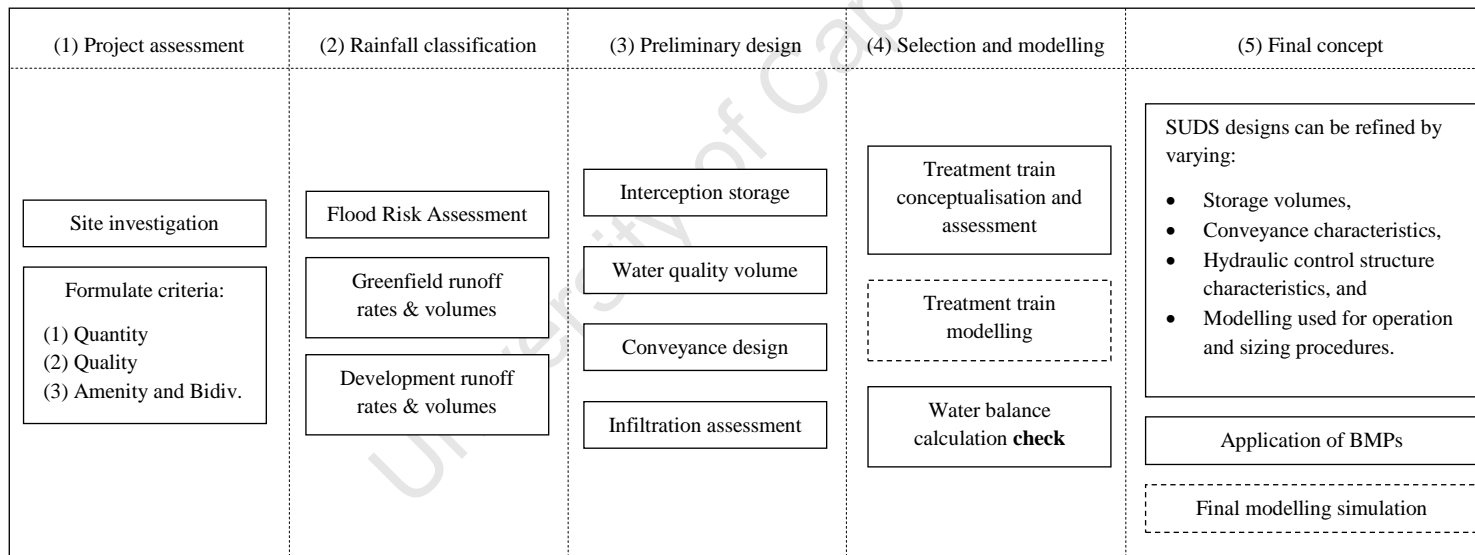 (1) Project assessment
(2) Rainfall classification
(3) Preliminary design
(4) Selection and modelling
(5) Final concept
Site investigation
Formulate criteria:
(1) Quantity
(2) Quality
(3) Amenity and Bidiv.
Flood Risk Assessment
Greenfield runoff
rates & volumes
Development runoff
rates & volumes
Interception storage
Water quality volume
Conveyance design
Infiltration assessment
Treatment train
conceptualisation and
assessment
Treatment train
modelling
Water balance
calculation check
SUDS designs can be refined by
varying:
• Storage volumes,
• Conveyance characteristics,
• Hydraulic control structure
characteristics, and
• Modelling used for operation
and sizing procedures.
Application of BMPs
Final modelling simulation
University of Cap